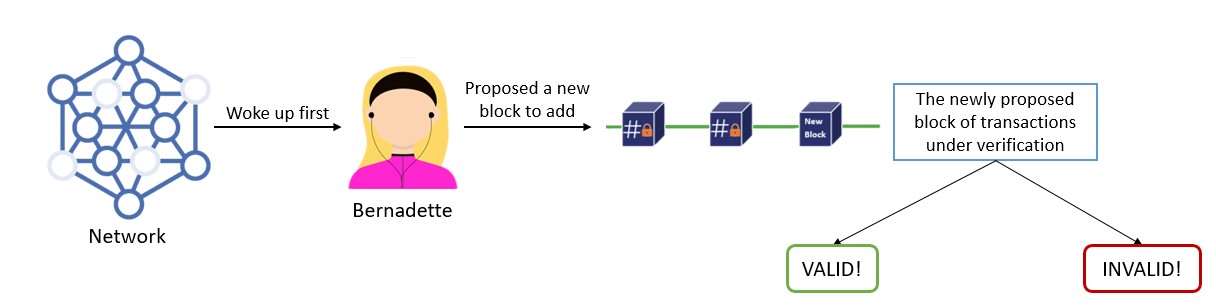 Network
Woke up first
Bernadette
Proposed a new
block to add
#
#
New
Block
The newly proposed
block of transactions
under verification
VALID!
INVALID!